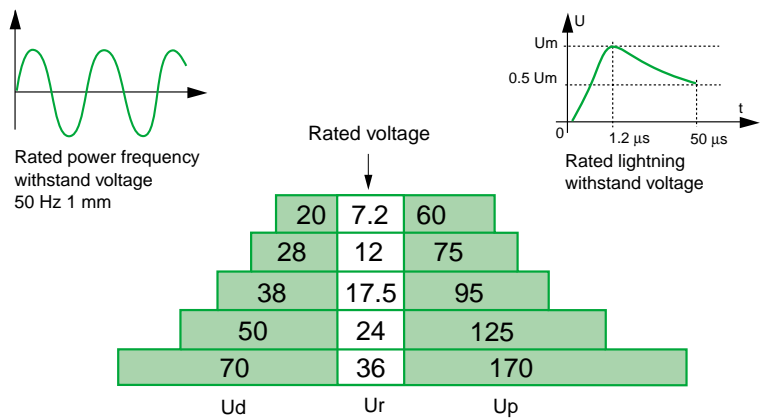 U
Um
0.5 Um
t
0
1.2 µs
50 µs
Rated power frequency
withstand voltage
50 Hz 1 mm
Rated lightning
withstand voltage
Rated voltage
20 7.2 60
28 12 75
38 17.5 95
50 24 125
70 36 170
Ud Ur Up